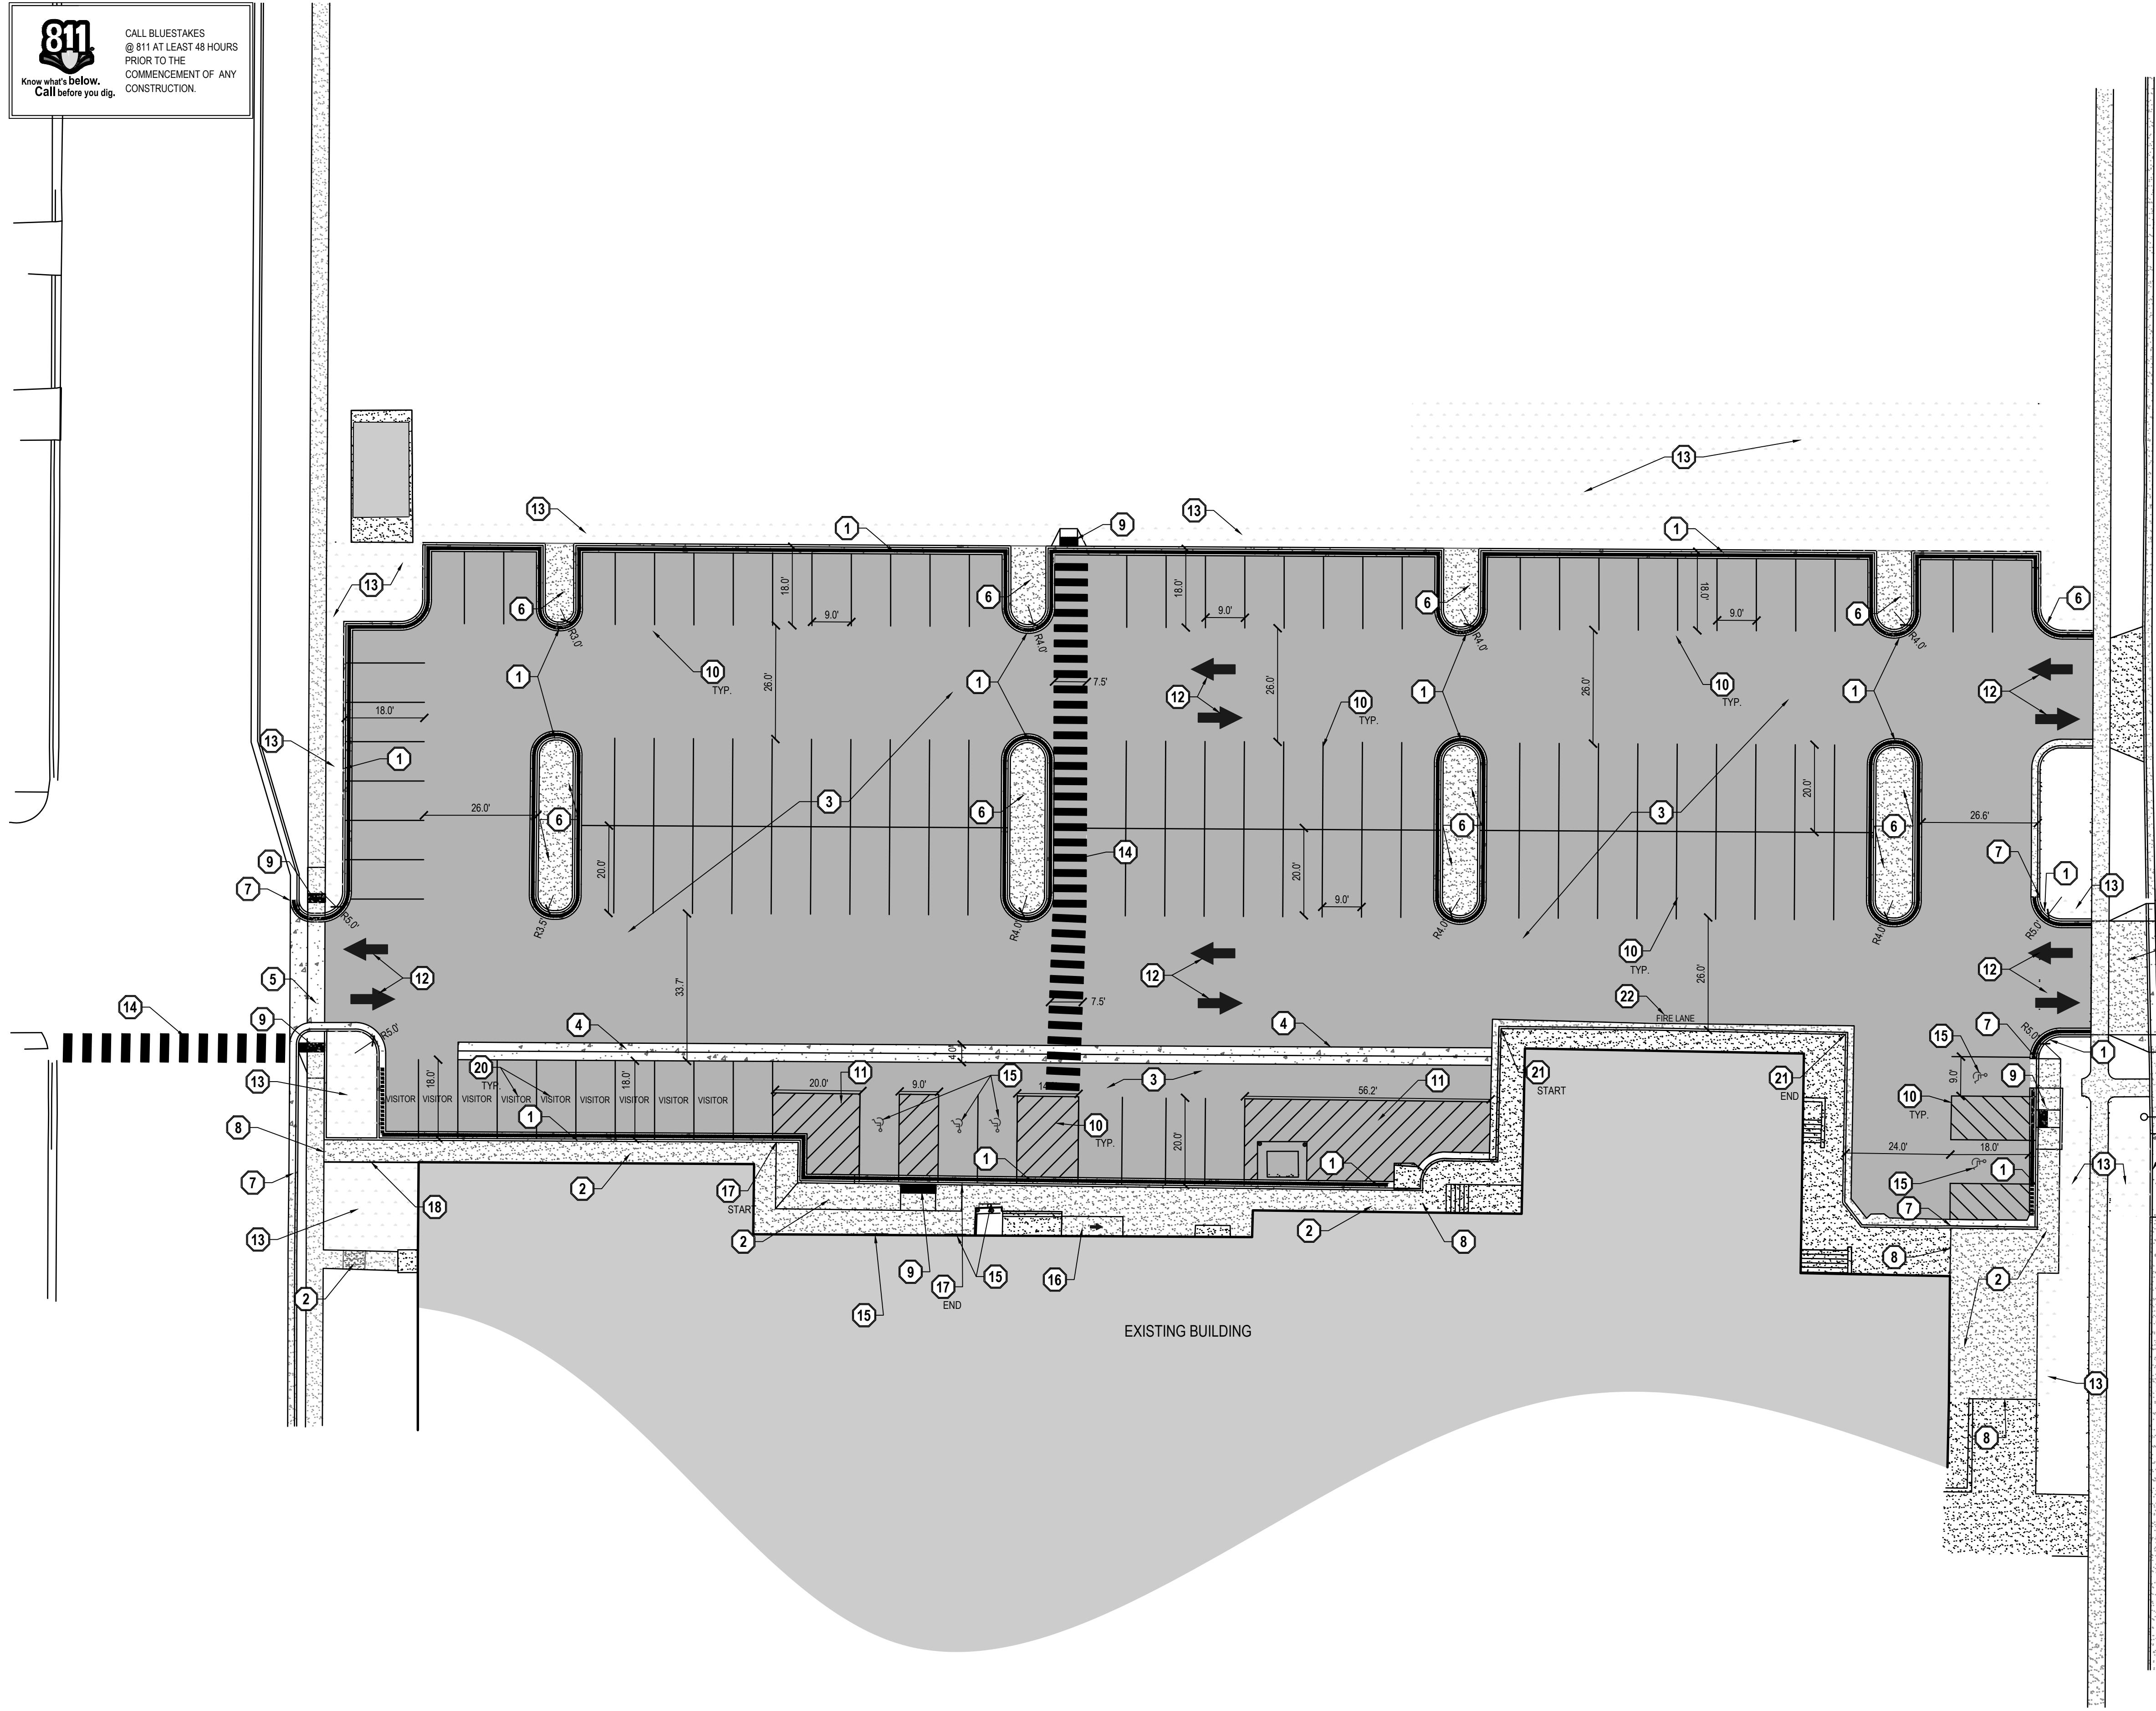 811
CALL BLUESTAKES
@ 811 AT LEAST 48 HOURS
PRIOR TO THE
COMMENCEMENT OF ANY
CONSTRUCTION.
Know what's below.
Call before you dig.
13
13
9
13
1
1
13
6
6
6
6
6
18.0'
9.0'
18.0'
9.0'
18.0'
9.0'
R3.0'
R4.0'
R4.0'
R4.0'
1
10
TYP.
26.0'
1
7.5'
12
26.0'
1
10
TYP.
26.0'
10
TYP.
1
12
18.0'
13
1
26.0'
3
6
6
20.0'
14
20.0'
9.0'
6
3
20.0'
6
26.6'
7
1
13
9
7
R5.0'
R3.5'
R4.0'
R4.0'
R4.0'
R5.0'
5
12
33.7'
12
7.5'
10
TYP.
26.0'
12
22
FIRE LANE
14
9
R5.0'
4
4.0'
4
R5.0'
7
15
1
13
18.0'
20
TYP.
18.0'
20.0'
11
9.0'
15
14
3
56.2'
11
21
START
21
END
9.0'
9
VISITOR
VISITOR
VISITOR
VISITOR
VISITOR
VISITOR
VISITOR
VISITOR
VISITOR
10
TYP.
10
TYP.
8
1
1
20.0'
1
24.0'
18.0'
13
7
2
18
17
START
15
1
7
13
2
2
8
8
9
17
END
15
16
15
2
2
EXISTING BUILDING
13
8